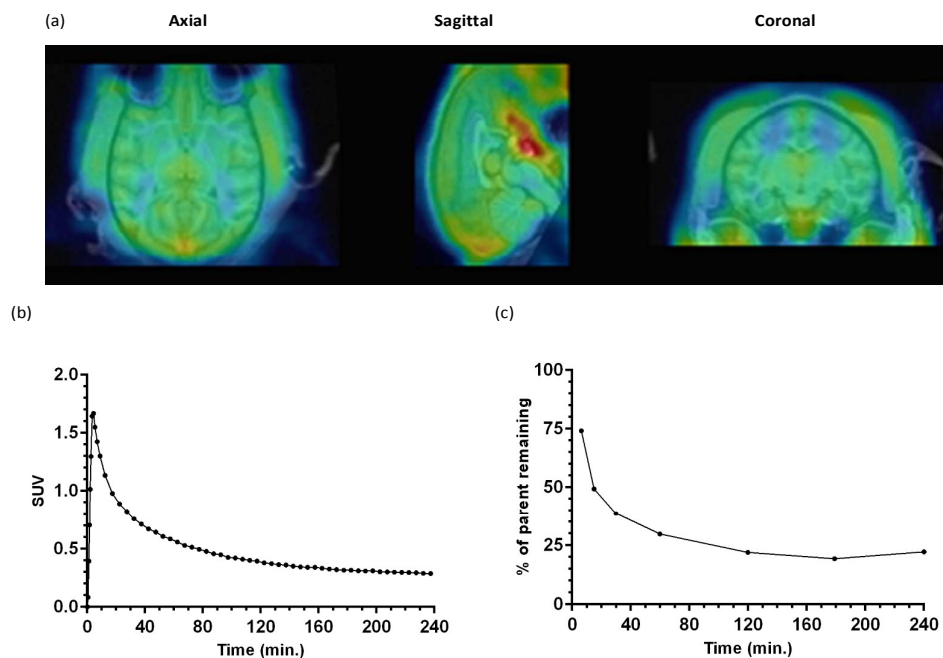 (a) Axial Sagittal Coronal
(b) (c)
2.0
1.5
1.0
0.5
0.0
SUV
0 40 80 120 160 200 240
Time (min.)
100
75
50
25
0
% of parent remaining
0 40 80 120 160 200 240
Time (min.)